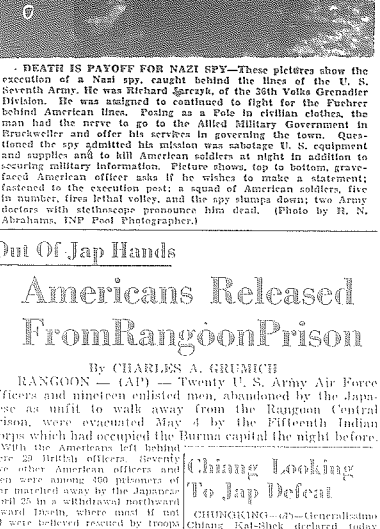 - DEATH IS PAYOFF FOR NAZI SPY—These pictures show the
execution of a Nazi spy, caught behind the lines of the U. S.
Seventh Army. He was Richard Jarczyk, of the 36th Volks Grenadier
Division. He was assigned to continued to fight for the Fuehrer
behind American lines. Posing as a Pole in civilian clothes, the
man had the nerve to go to the Allied Military Government in
Bruckweiler and offer his services in governing the town. Ques-
tioned the spy admitted his mission was sabotage U. S. equipment
and supplies and to kill American soldiers at night in addition to
securing military information. Picture shows, top to bottom, grave-
faced American officer asks if he wishes to make a statement;
fastened to the execution post; a squad of American soldiers, five
in number, fires lethal volley, and the spy slumps down; two Army
doctors with stethoscope pronounce him dead. (Photo by H. N.
Abrahams, INP Pool Photographer.)
Out Of Jap Hands
Americans Released
From Rangoon Prison
By CHARLES A. GRUMICH
RANGOON — (AP) — Twenty U. S. Army Air Force
fficers and nineteen enlisted men, abandoned by the Japa-
ese as unfit to walk away from the Rangoon Central
rison, were evacuated May 4 by the Fifteenth Indian
orps which had occupied the Burma capital the night before.
With the Americans left behind
ere 20 British officers. Seventy
ve other American officers and
en were among 400 prisoners of
ar marched away by the Japanese
pril 25 in a withdrawal northward
ward Insein, where most if not
l were believed rescued by troops
Chiang Looking
To Jap Defeat
CHUNGKING—(AP)—Generalissimo
Chiang Kai-Shek declared today